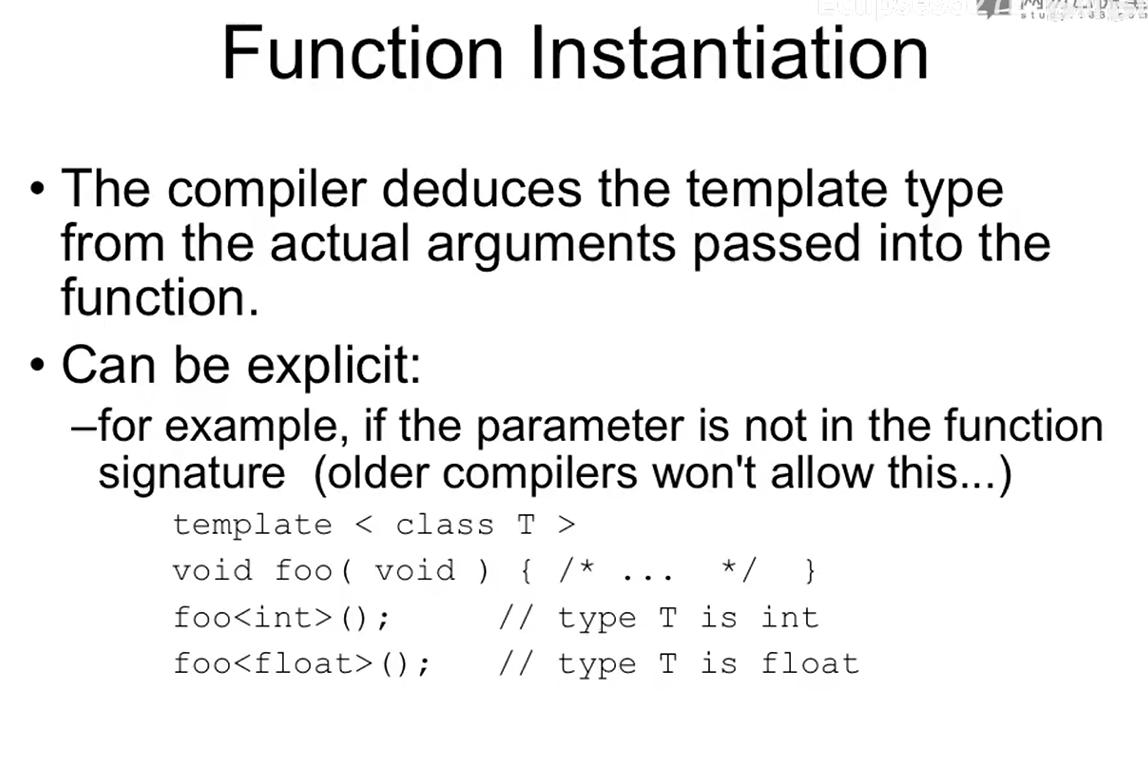 Function Instantiation
• The compiler deduces the template type
from the actual arguments passed into the
function.
• Can be explicit:
–for example, if the parameter is not in the function
signature (older compilers won't allow this...)
template < class T >
void foo( void ) { /* ... */ }
foo<int>(); // type T is int
foo<float>(); // type T is float